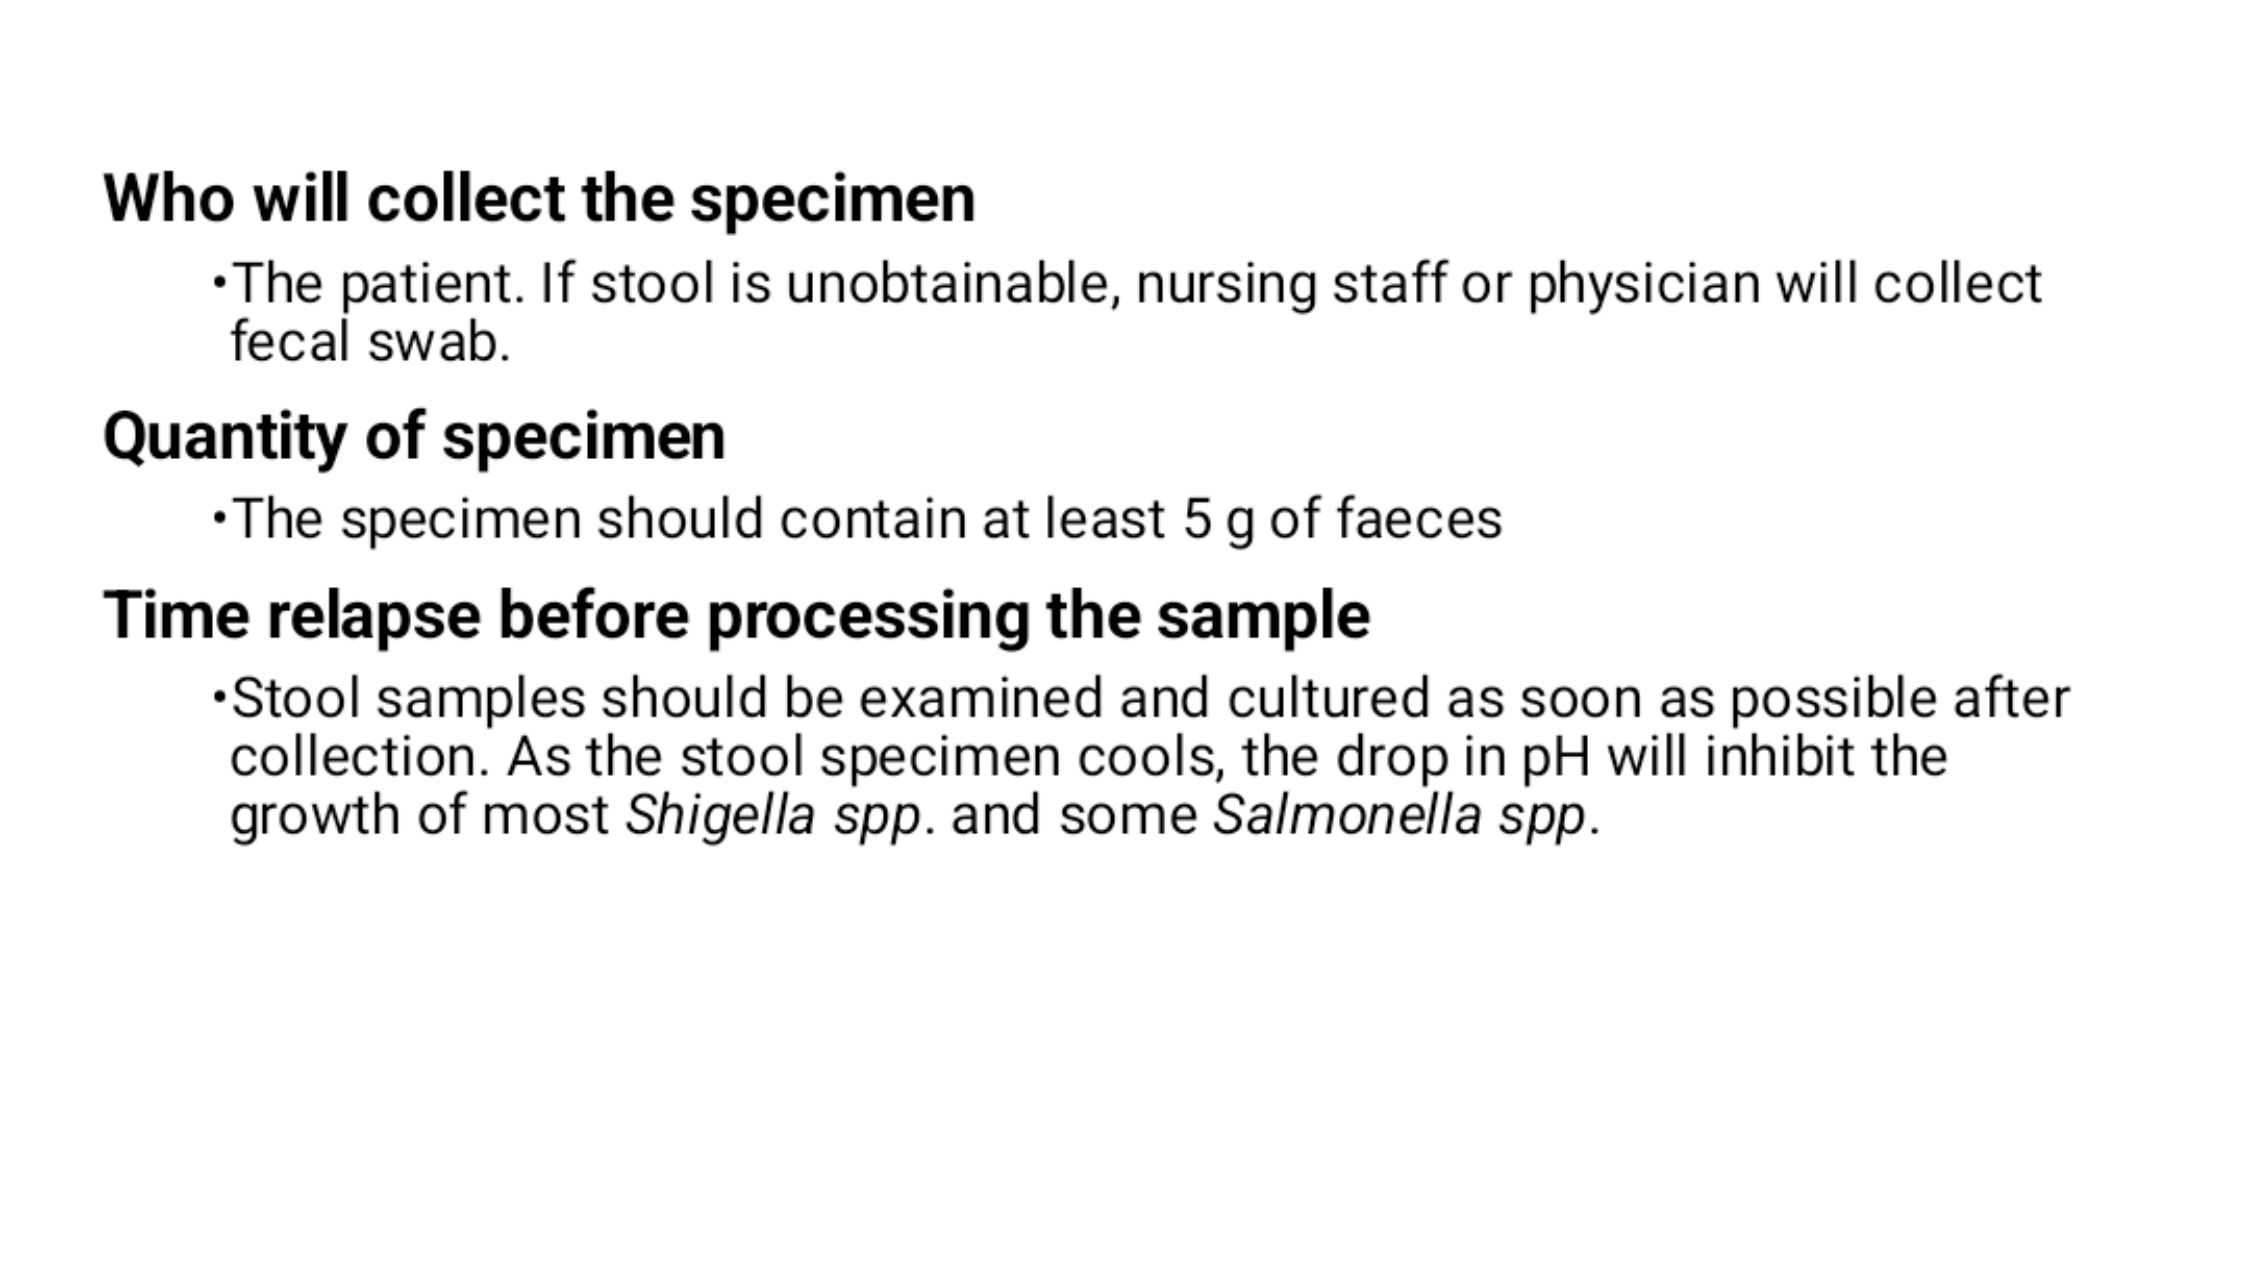 Who will collect the specimen
•The patient. If stool is unobtainable, nursing staff or physician will collect
fecal swab.
Quantity of specimen
•The specimen should contain at least 5 g of faeces
Time relapse before processing the sample
•Stool samples should be examined and cultured as soon as possible after
collection. As the stool specimen cools, the drop in pH will inhibit the
growth of most Shigella spp. and some Salmonella spp.